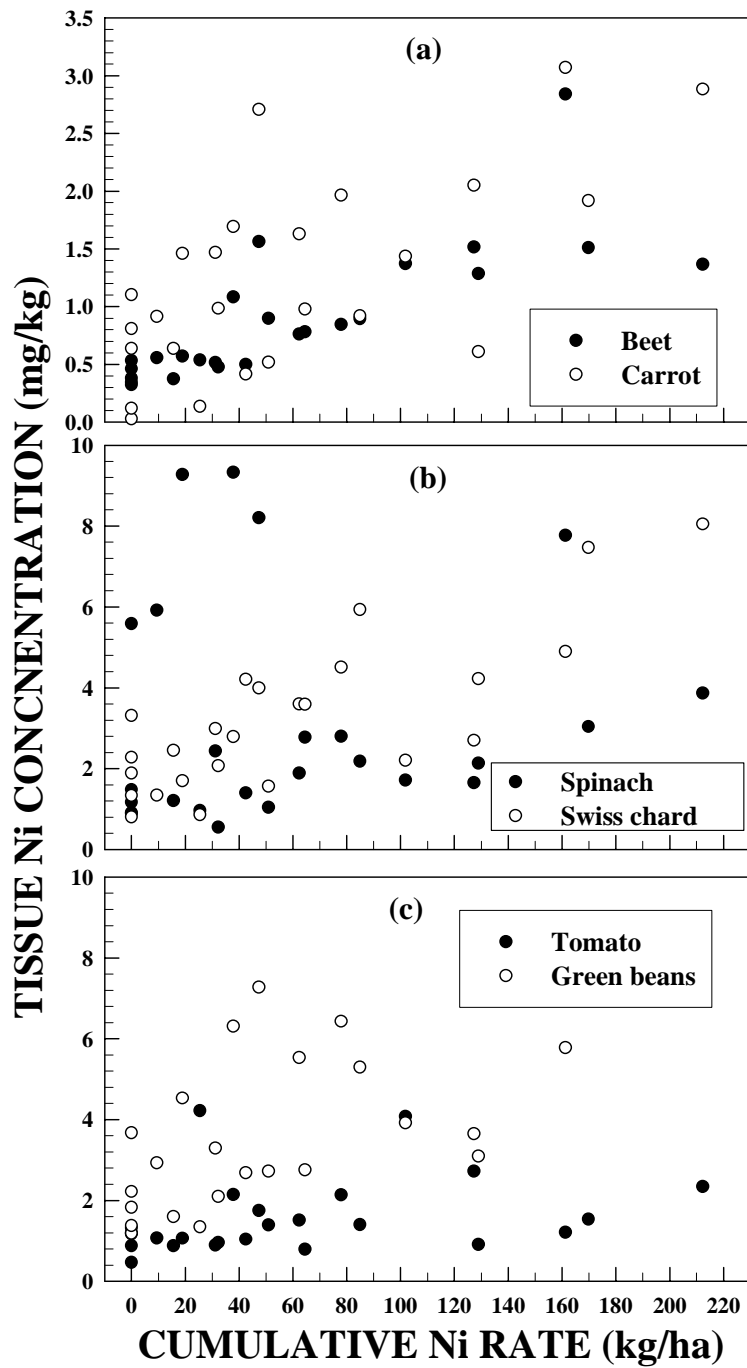 TISSUE Ni CONCNENTRATION (mg/kg)
3.5
(a)
3.0
2.5
2.0
1.5
1.0
0.5
0.0
Beet
Carrot
10
(b)
8
6
4
2
0
Spinach
Swiss chard
10
(c)
8
6
4
2
0
Tomato
Green beans
0 20 40 60 80 100 120 140 160 180 200 220
CUMULATIVE Ni RATE (kg/ha)